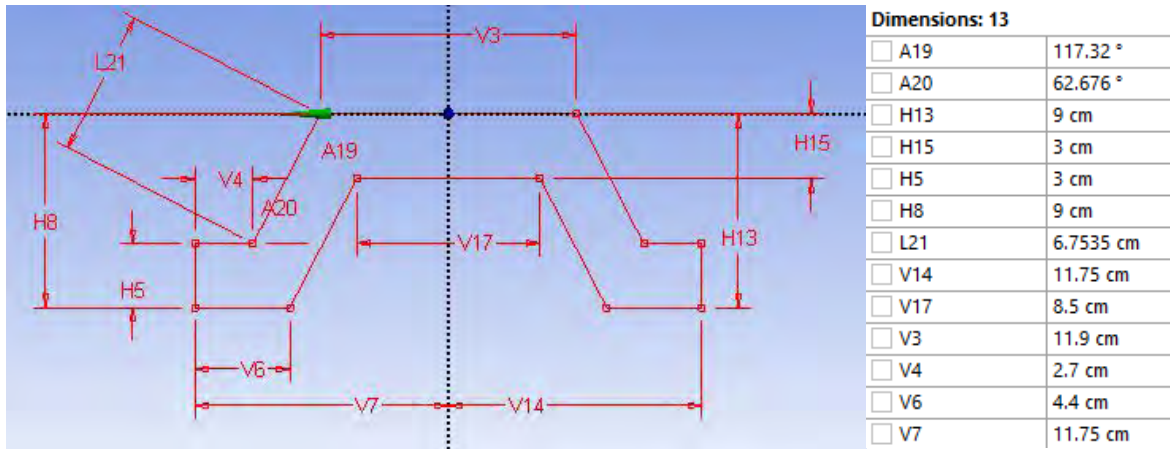 V3
L21
H15
A19
V4
A20
H8
V17
H13
H5
V6
V7
V14
Dimensions: 13
A19 117.32 °
A20 62.676 °
H13 9 cm
H15 3 cm
H5 3 cm
H8 9 cm
L21 6.7535 cm
V14 11.75 cm
V17 8.5 cm
V3 11.9 cm
V4 2.7 cm
V6 4.4 cm
V7 11.75 cm